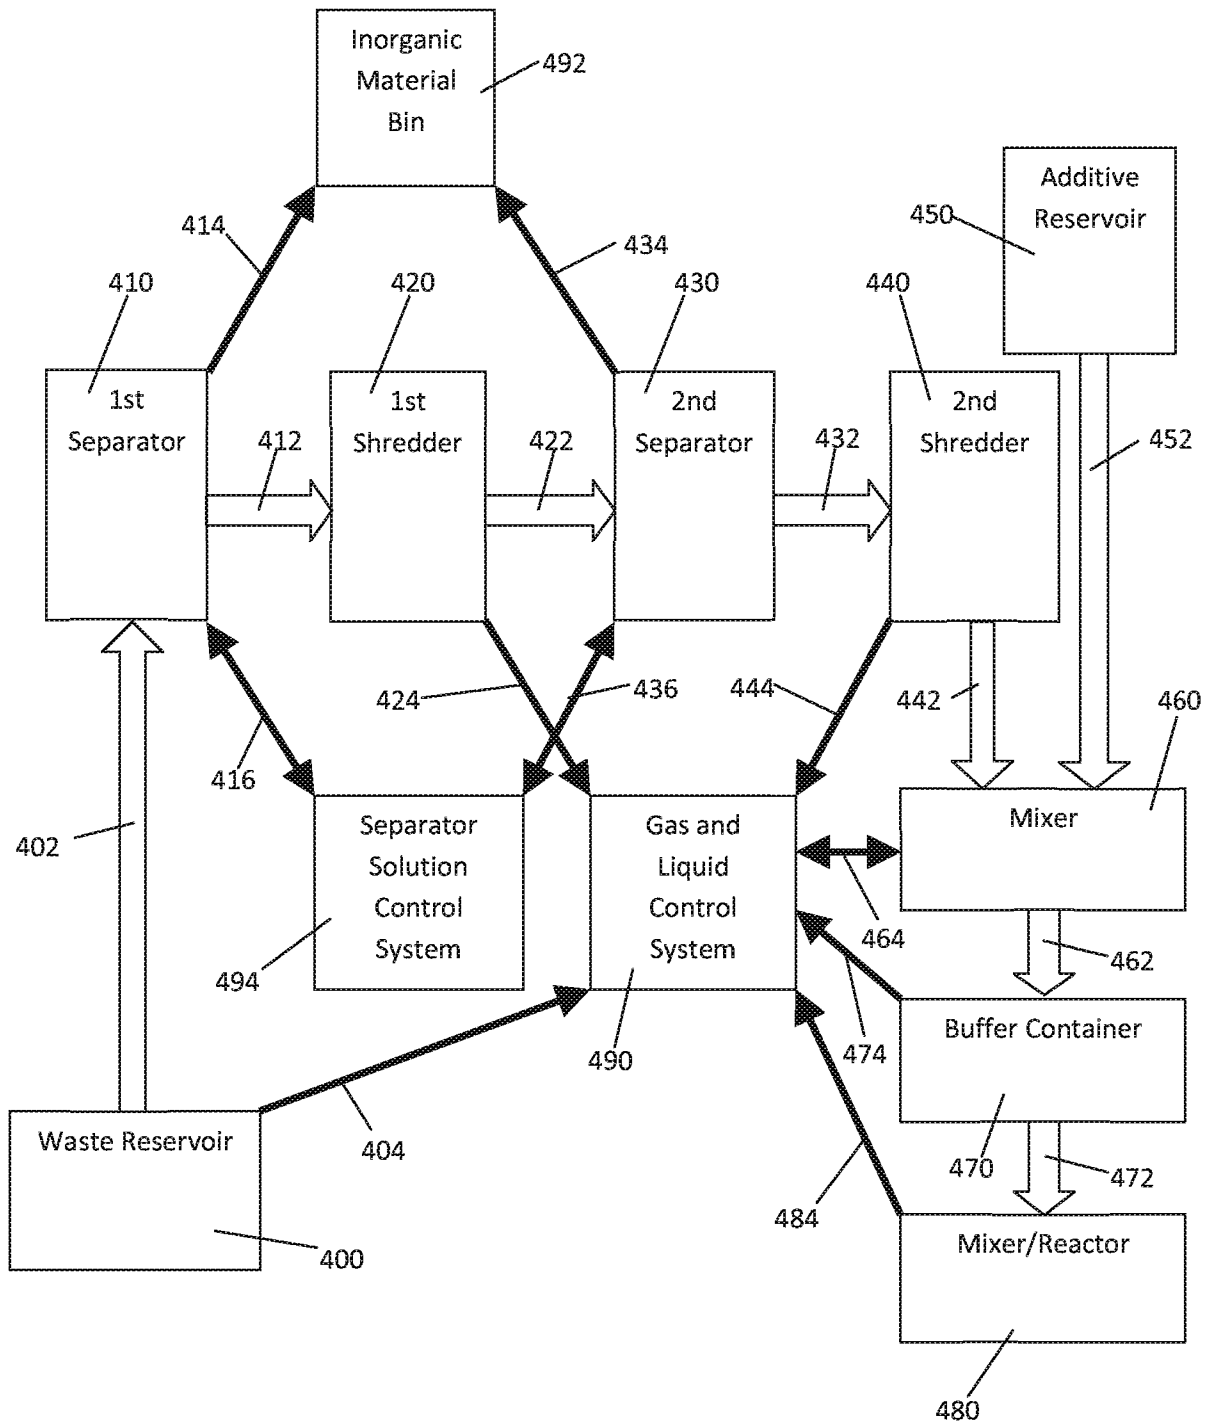 Inorganic
Material
Bin
492
Additive
Reservoir
450
414
434
410
420
430
440
1st
Separator
1st
Shredder
2nd
Separator
2nd
Shredder
412
422
432
452
424
436
444
442
460
416
402
Separator
Solution
Control
System
Gas and
Liquid
Control
System
Mixer
464
462
494
490
474
Buffer Container
470
472
Waste Reservoir
404
400
484
Mixer/Reactor
480